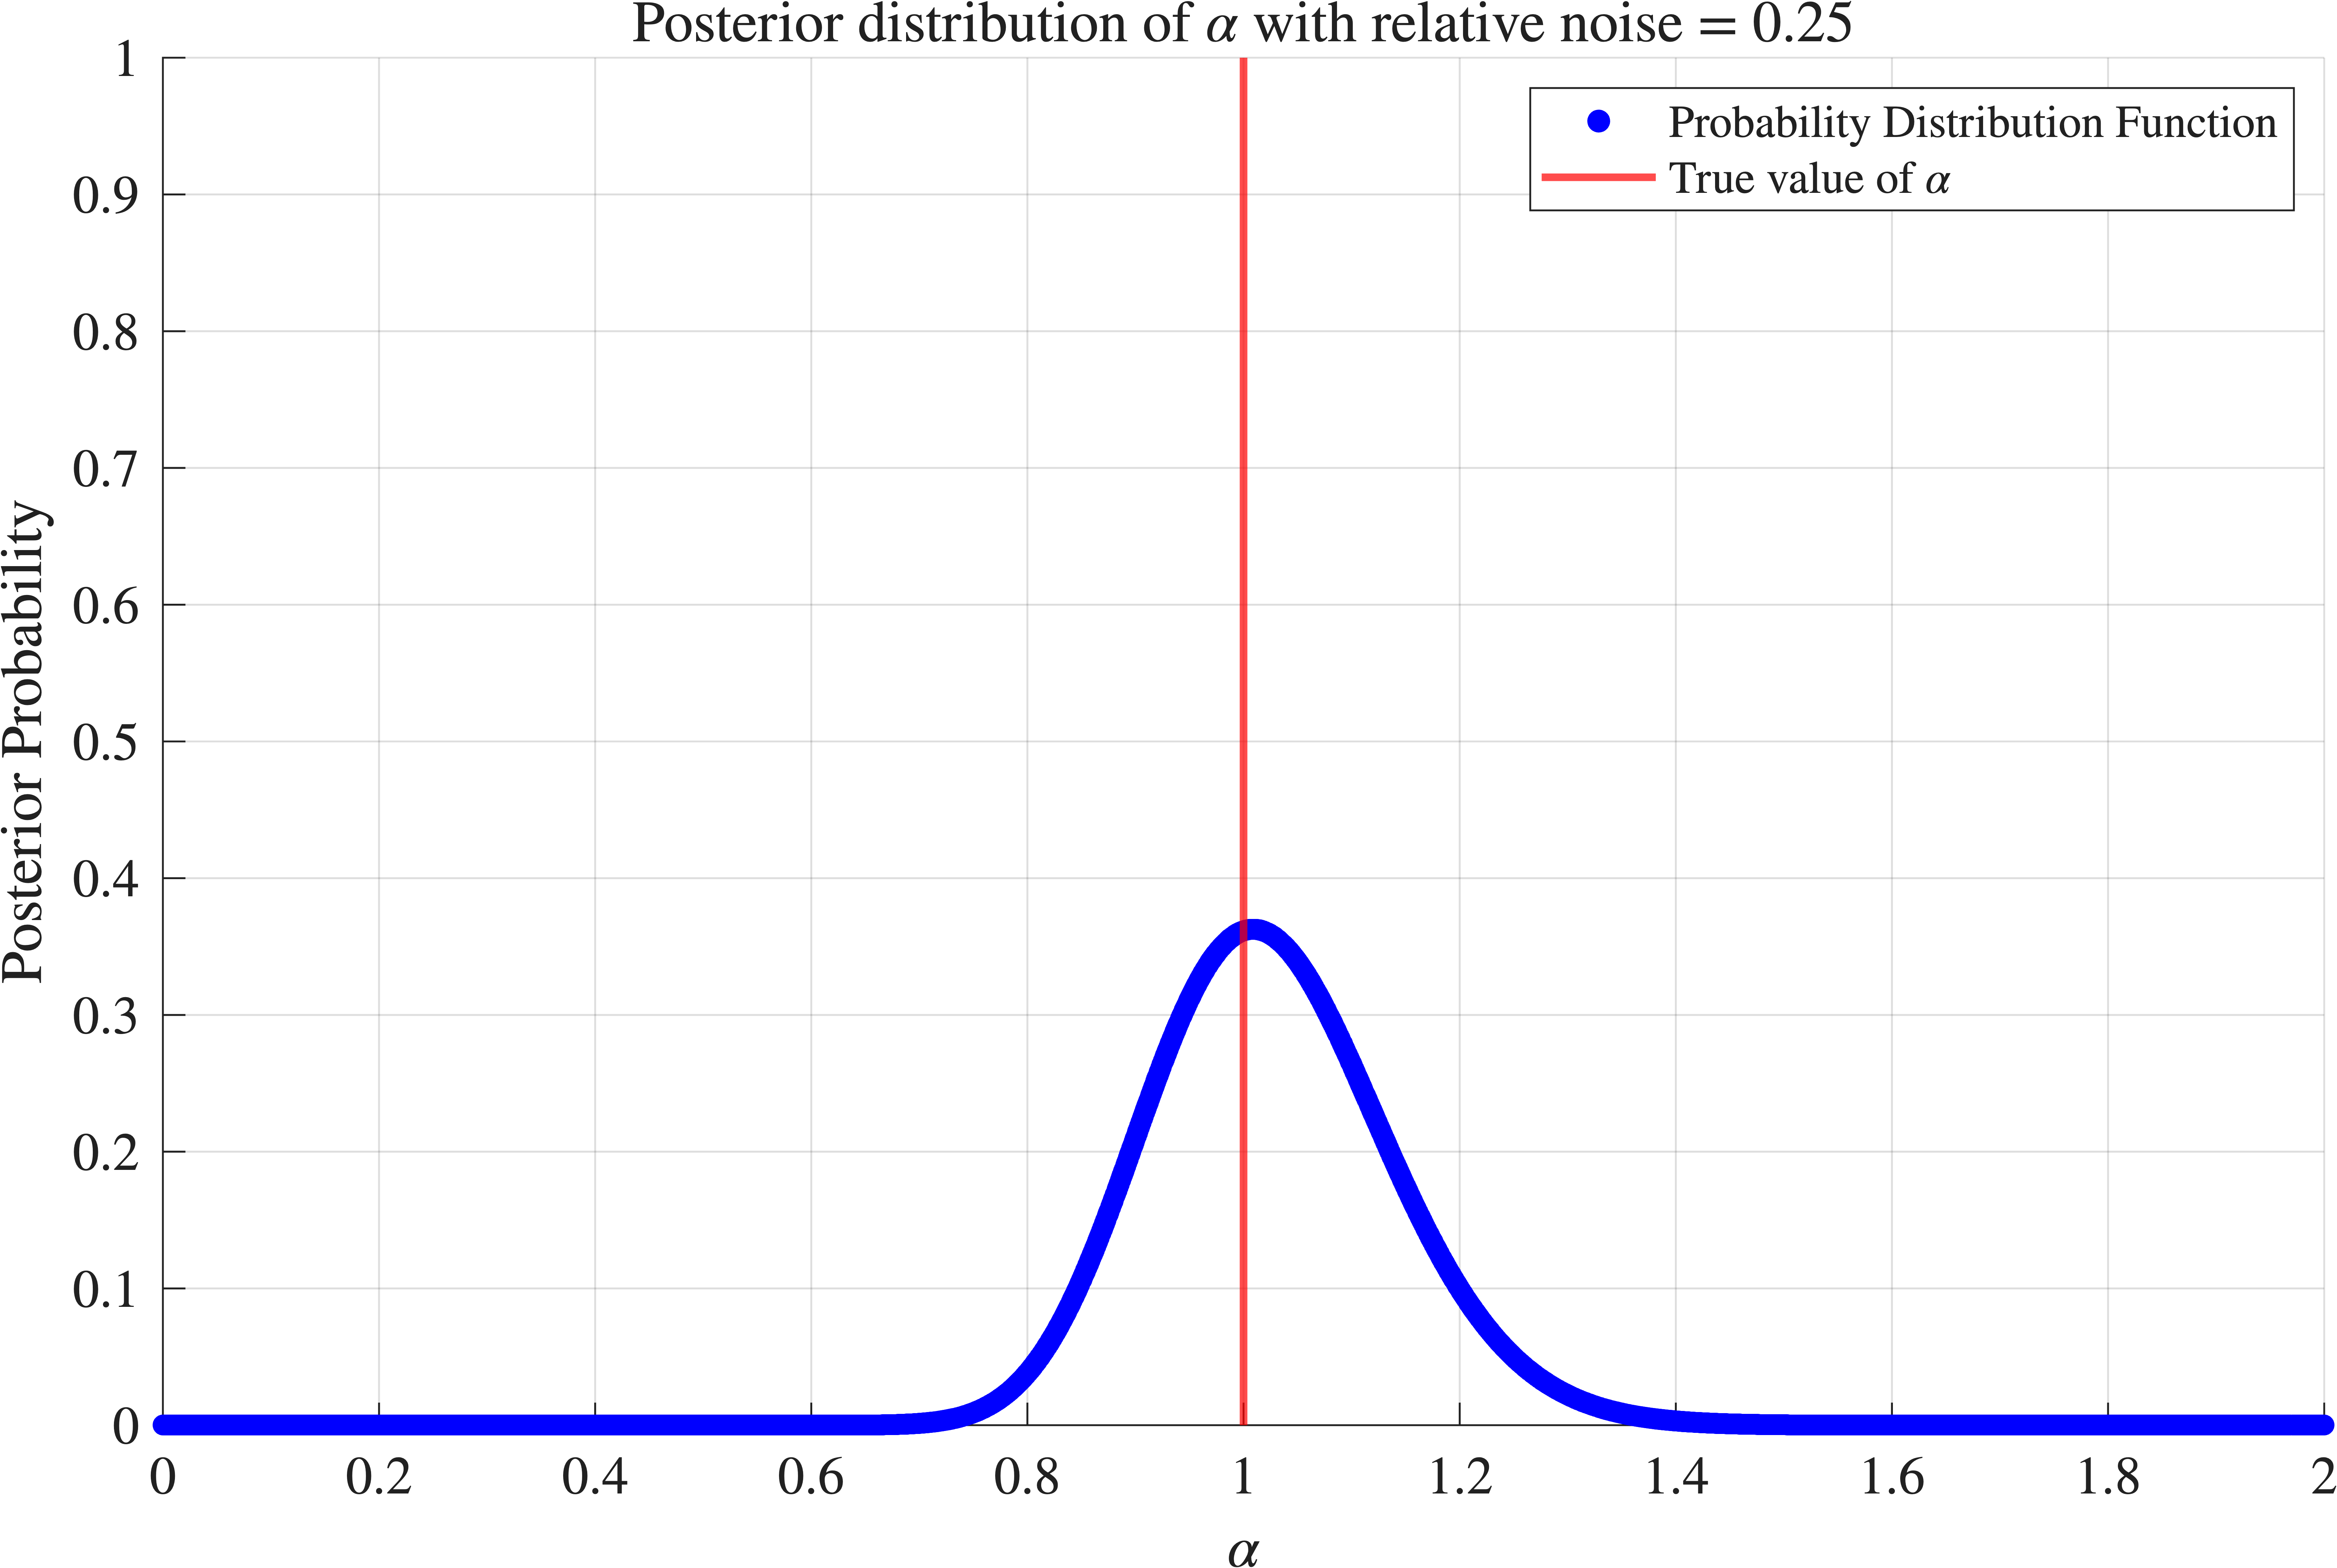 Posterior distribution of α with relative noise = 0.25
Probability Distribution Function
True value of α
Posterior Probability
1
0.9
0.8
0.7
0.6
0.5
0.4
0.3
0.2
0.1
0
0 0.2 0.4 0.6 0.8 1 1.2 1.4 1.6 1.8 2
α